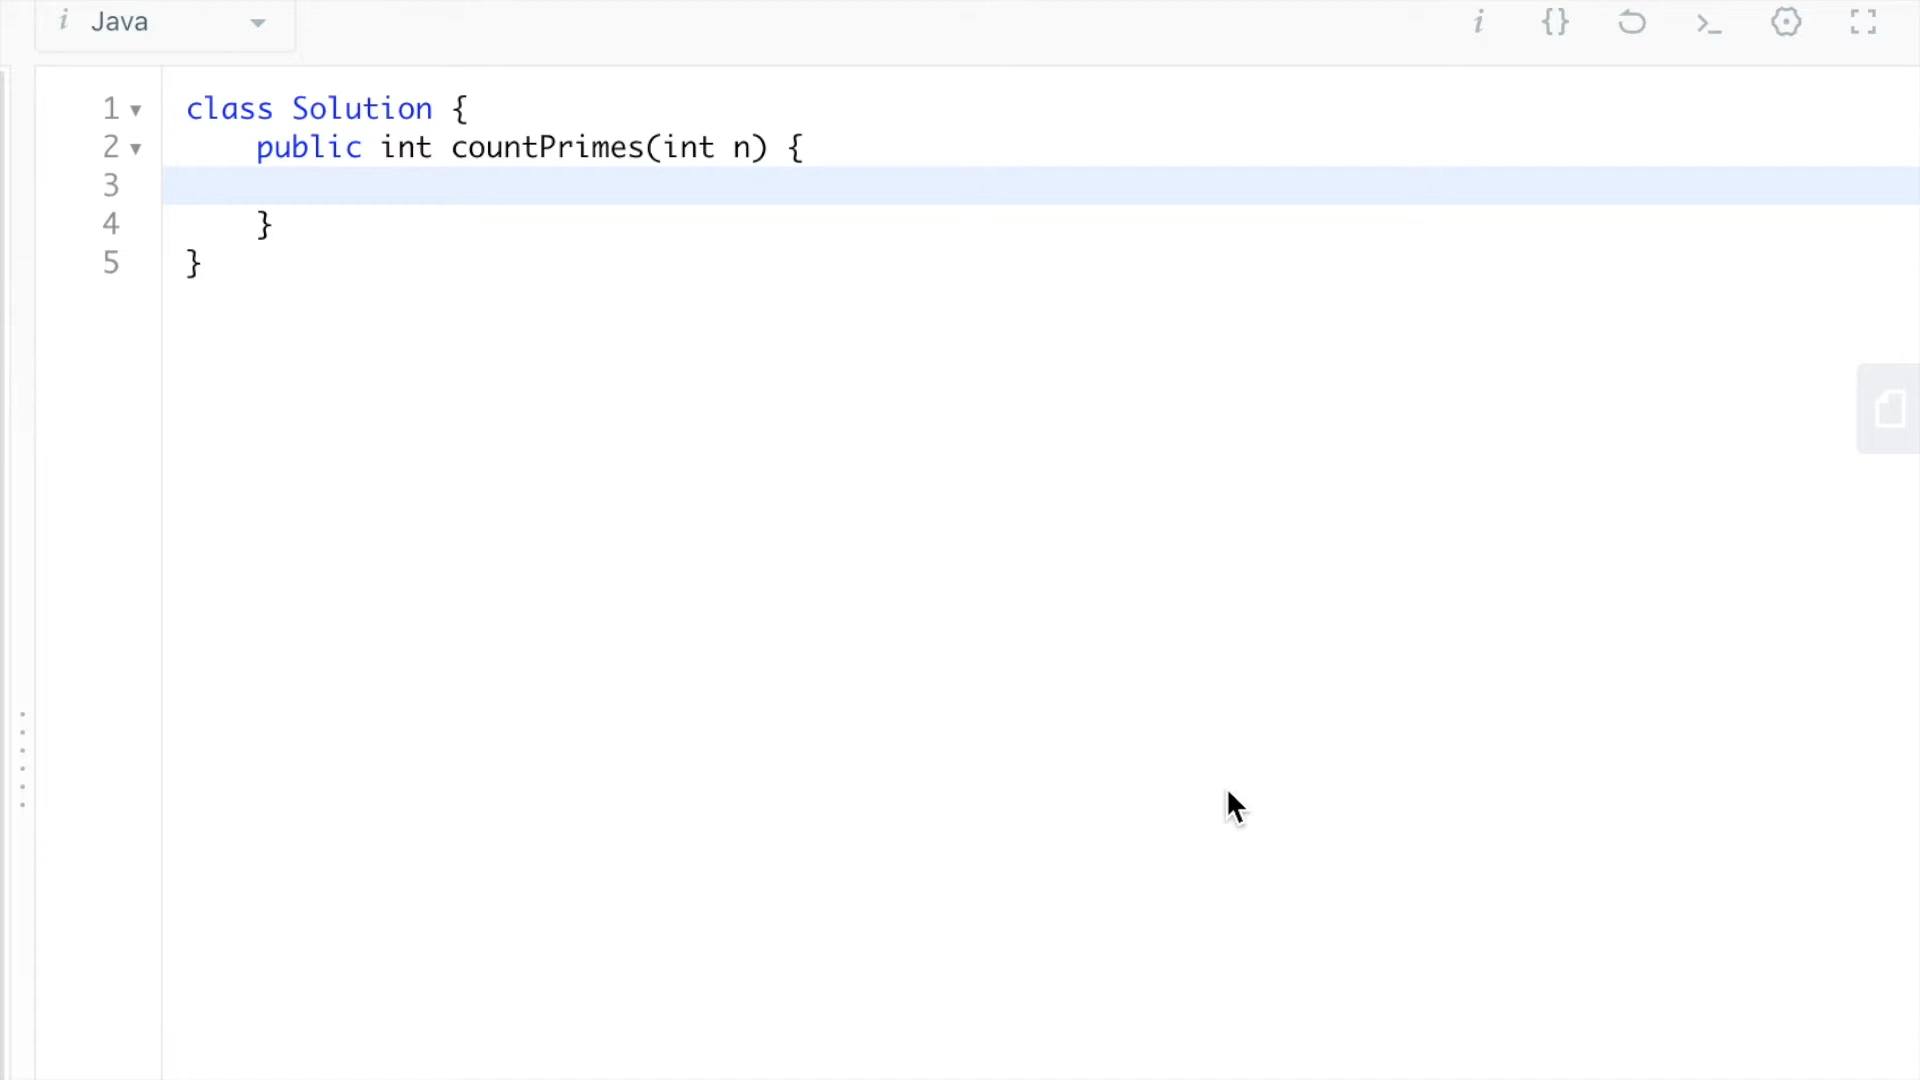 i Java
i {} >_
1 class Solution {
2 public int countPrimes(int n) {
3
4 }
5 }